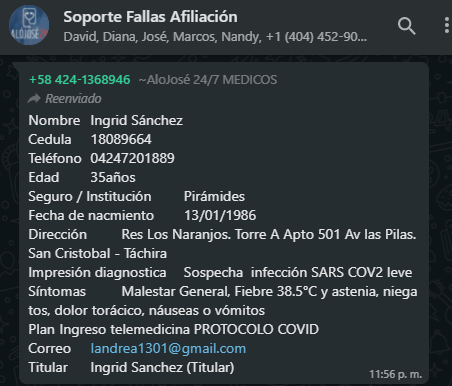 Soporte Fallas Afiliación
David, Diana, José, Marcos, Nandy, +1 (404) 452-90...
ALOJOSÉ
+58 424-1368946 ~AloJosé 24/7 MEDICOS
Reenviado
Nombre Ingrid Sánchez
Cedula 18089664
Teléfono 04247201889
Edad 35años
Seguro / Institución Pirámides
Fecha de nacmiento 13/01/1986
Dirección Res Los Naranjos. Torre A Apto 501 Av las Pilas.
San Cristobal - Táchira
Impresión diagnostica Sospecha infección SARS COV2 leve
Síntomas Malestar General, Fiebre 38.5°C y astenia, niega
tos, dolor torácico, náuseas o vómitos
Plan Ingreso telemedicina PROTOCOLO COVID
Correo landrea1301@gmail.com
Titular Ingrid Sanchez (Titular)
11:56 p. m.